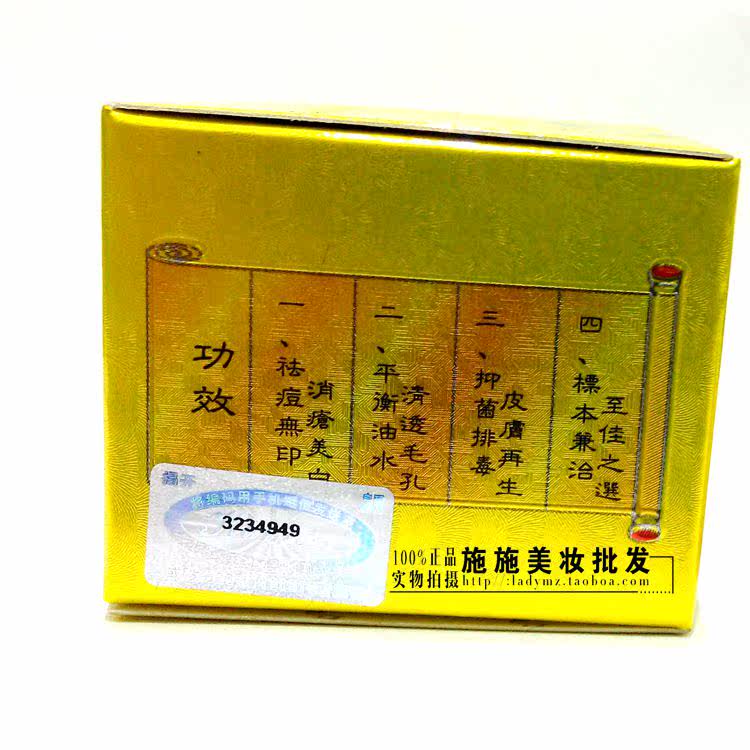 功效
一、祛痘無印
消瘡美白
二、平衡油水
清透毛孔
三、抑菌排毒
皮膚再生
四、標本兼治
至佳之選
3234949
100%正品
实物拍摄
施施美妆批发
http://:ladymz.taoboa.com